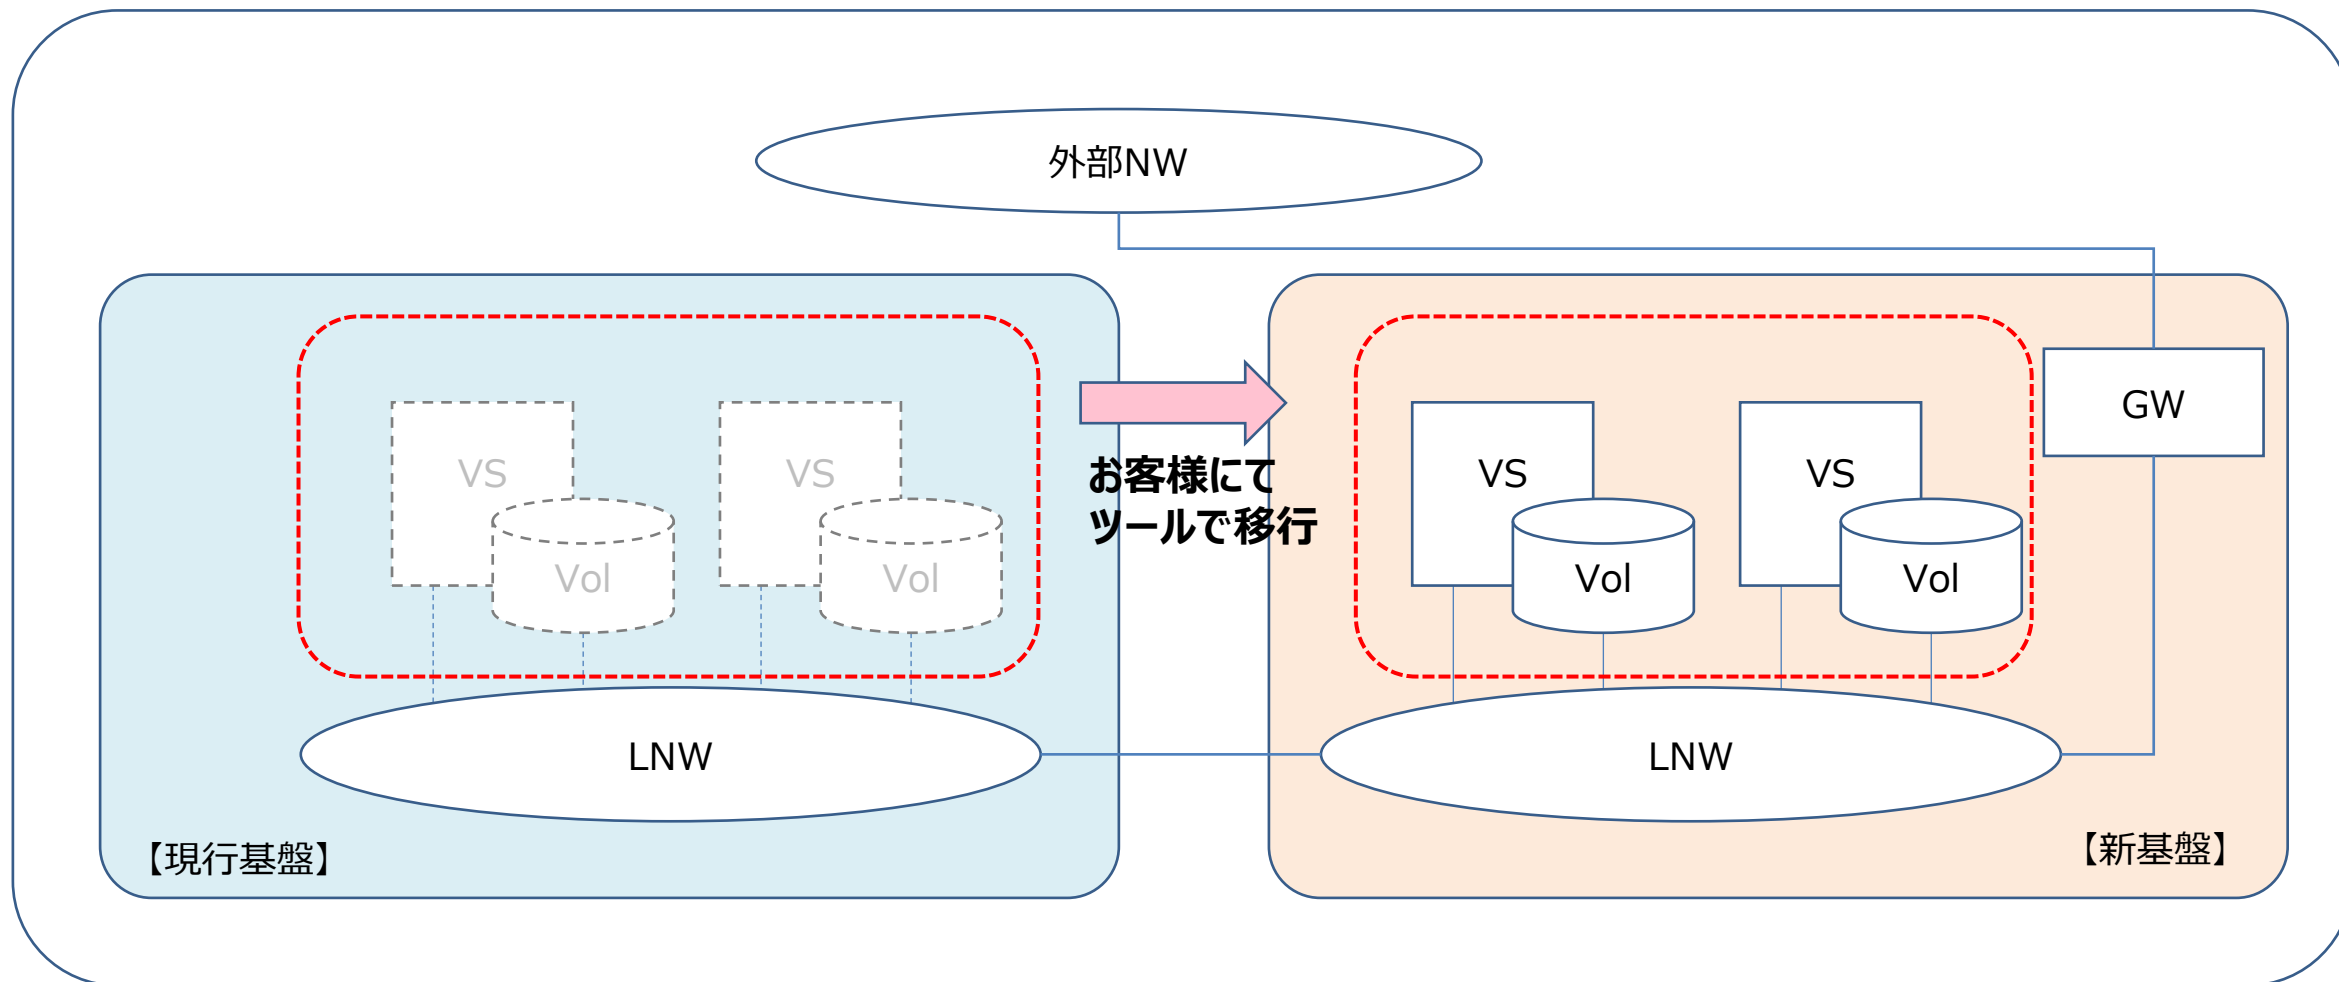 外部NW
VS
VS
Vol
Vol
LNW
【現行基盤】
お客様にて
ツールで移行
VS
VS
Vol
Vol
GW
LNW
【新基盤】